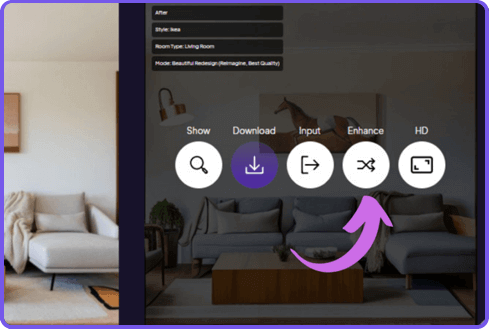 After
Style: Ikea
Room Type: Living Room
Mode: Beautiful Redesign (Reimagine, Best Quality)
Show Download Input Enhance HD